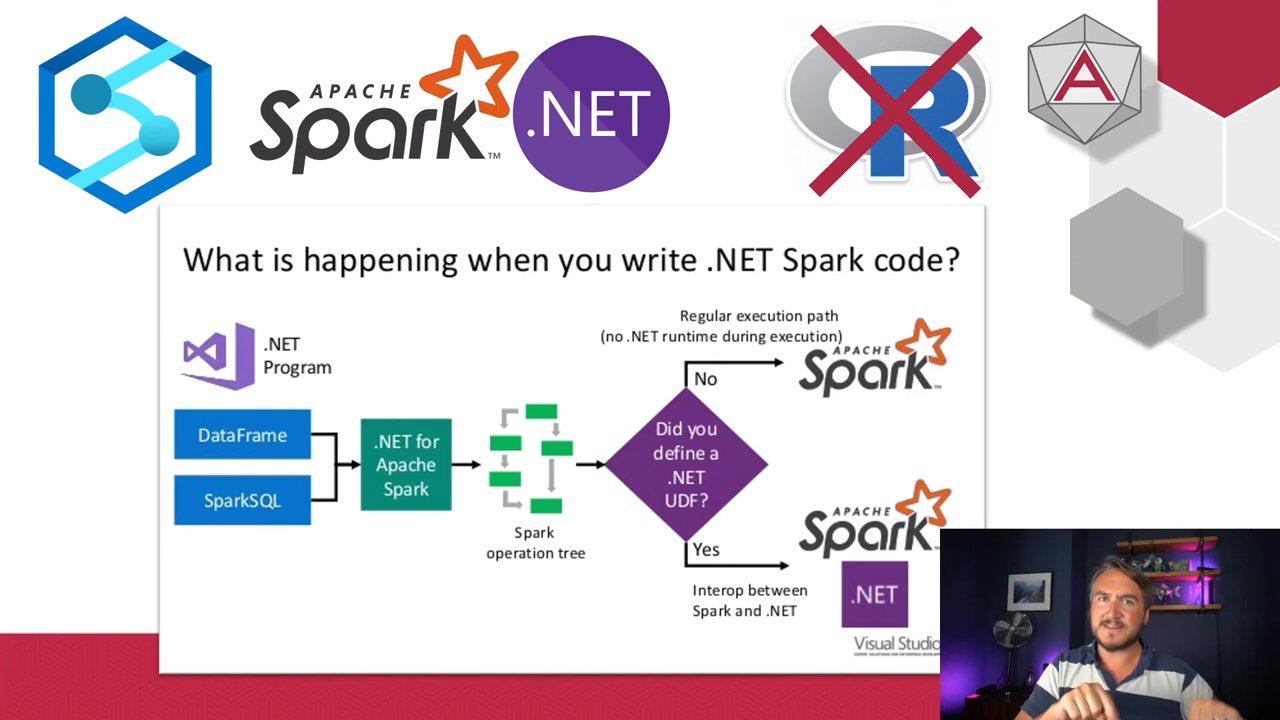 APACHE
Spark™
.NET
R
A
What is happening when you write .NET Spark code?
.NET
Program
DataFrame
SparkSQL
.NET for
Apache
Spark
Spark
operation tree
Did you
define a
.NET
UDF?
No
Regular execution path
(no .NET runtime during execution)
APACHE
Spark™
Yes
Interop between
Spark and .NET
APACHE
Spark
.NET
Visual Studio